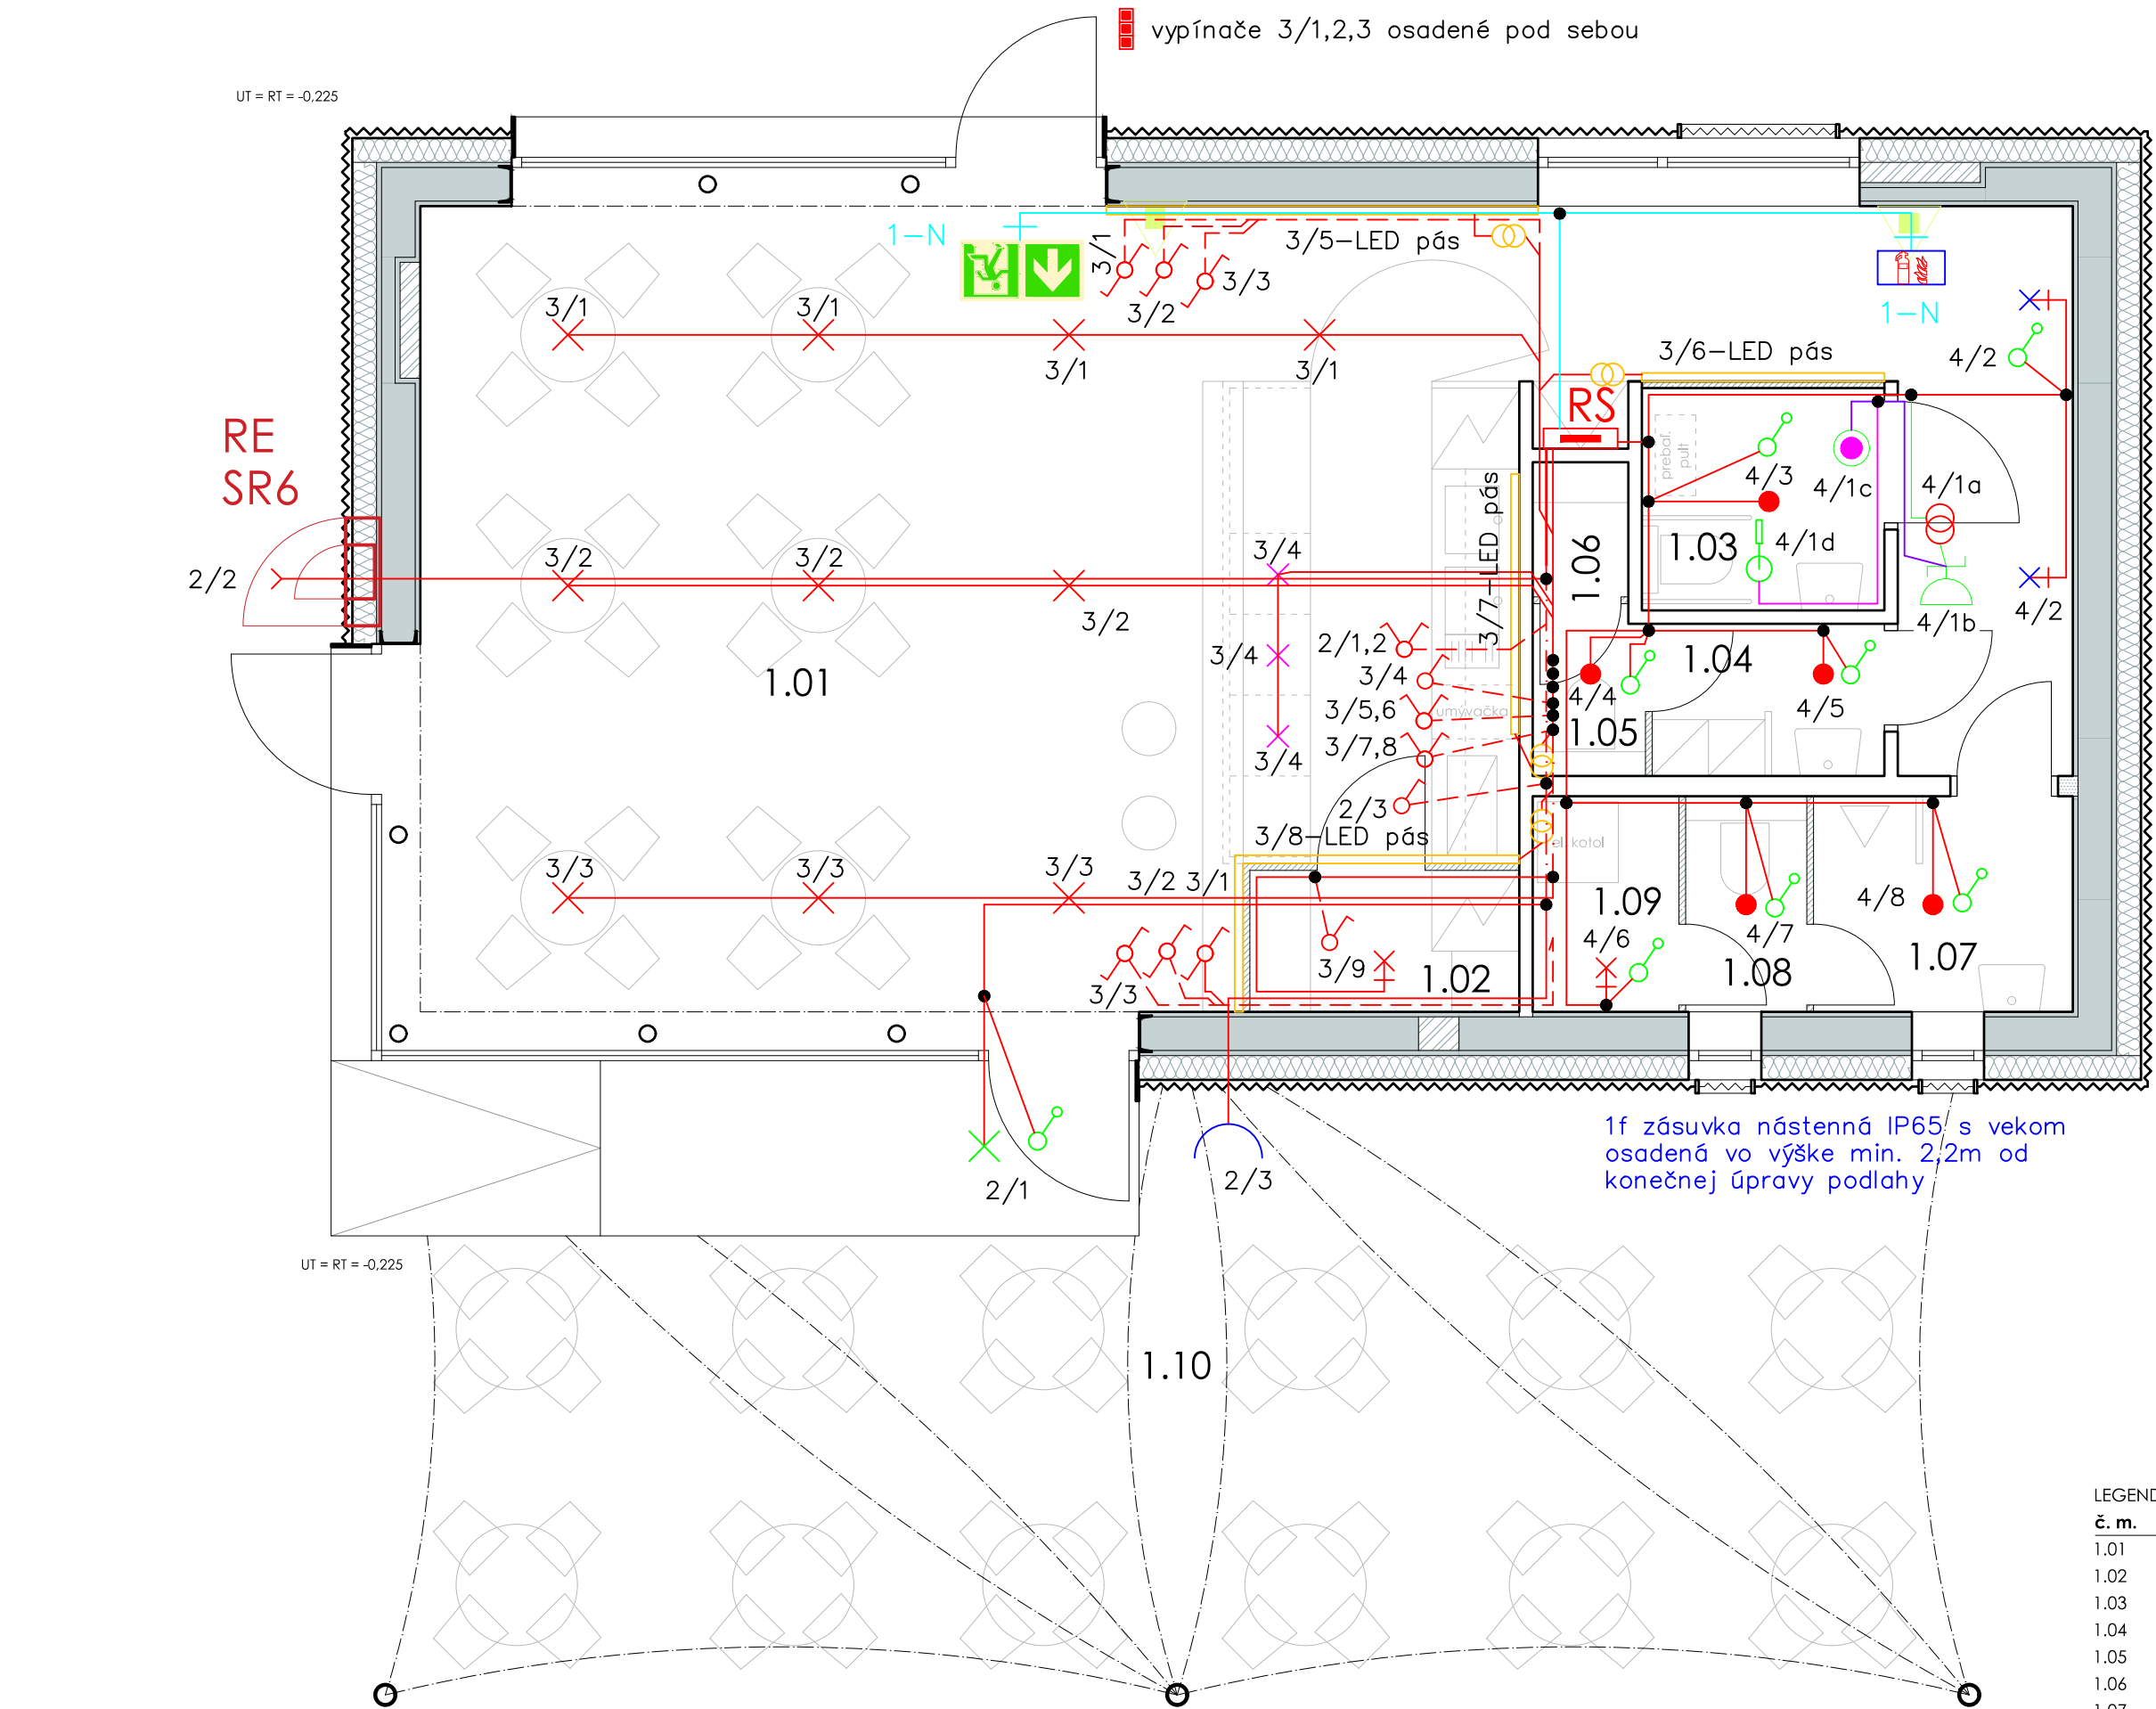 vypínače 3/1,2,3 osadené pod sebou
UT = RT = -0,225
1-N
3/1
3/2
3/3
3/5-LED pás
1-N
3/1
3/1
3/1
3/1
3/6-LED pás
4/2
RE
SR6
RS
prebaľ.
pult
4/3
4/1c
4/1a
3/7-LED pás
1.06
1.03
4/1d
2/2
3/2
3/2
3/2
3/4
4/2
4/1b
2/1,2
3/4
3/4
1.01
1.04
4/4
4/5
3/5,6
umývačka
1.05
3/7,8
3/4
2/3
3/8-LED pás
el. kotol
3/3
3/3
3/3
3/2
3/1
1.09
4/8
4/6
4/7
3/9
1.02
1.08
1.07
3/3
1f zásuvka nástenná IP65 s vekom
osadená vo výške min. 2,2m od
konečnej úpravy podlahy
2/1
2/3
UT = RT = -0,225
1.10
LEGEND
č. m.
1.01
1.02
1.03
1.04
1.05
1.06
1.07